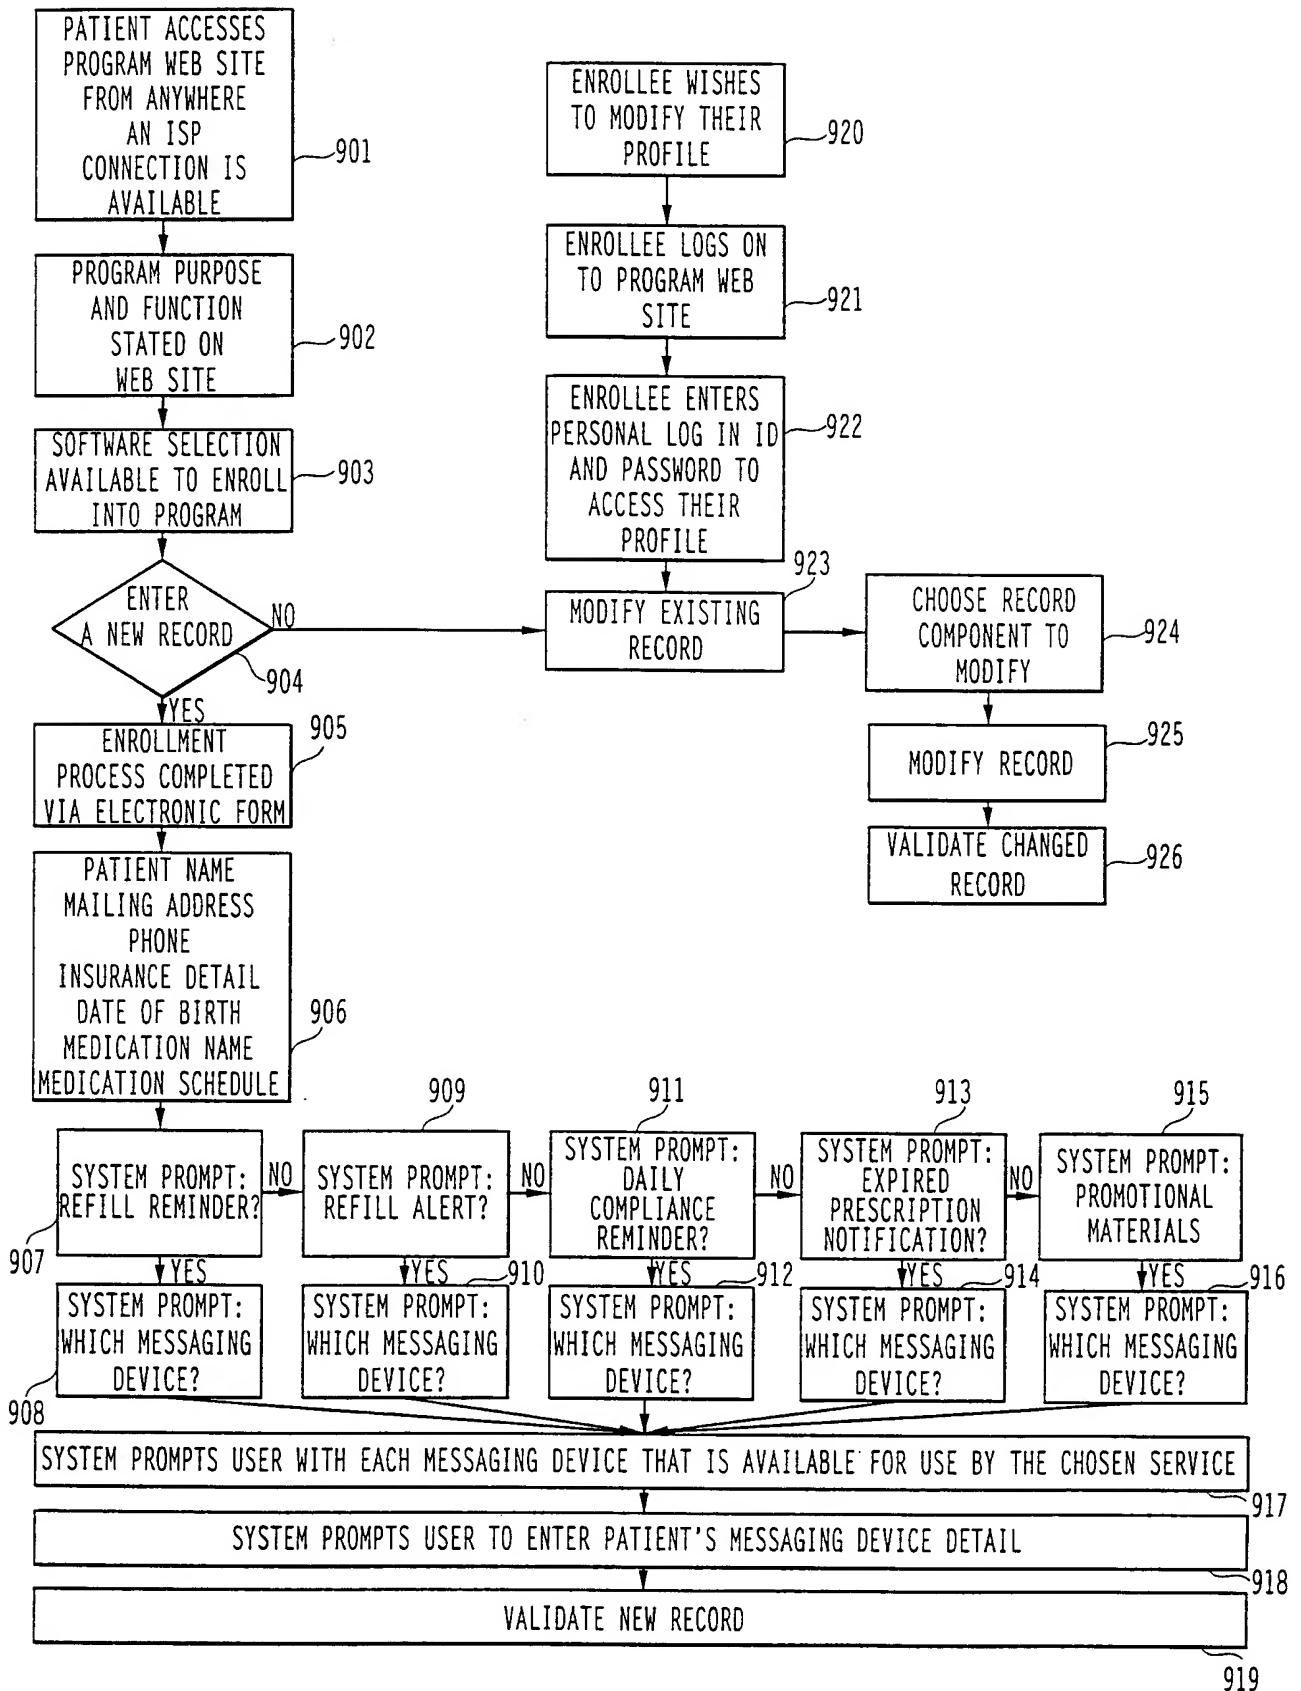 PATIENT ACCESSES
PROGRAM WEB SITE
FROM ANYWHERE
AN ISP
CONNECTION IS
AVAILABLE
901
PROGRAM PURPOSE
AND FUNCTION
STATED ON
WEB SITE
902
SOFTWARE SELECTION
AVAILABLE TO ENROLL
INTO PROGRAM
903
ENTER
A NEW RECORD
904
NO
YES
ENROLLMENT
PROCESS COMPLETED
VIA ELECTRONIC FORM
905
PATIENT NAME
MAILING ADDRESS
PHONE
INSURANCE DETAIL
DATE OF BIRTH
MEDICATION NAME
MEDICATION SCHEDULE
906
ENROLLEE WISHES
TO MODIFY THEIR
PROFILE
920
ENROLLEE LOGS ON
TO PROGRAM WEB
SITE
921
ENROLLEE ENTERS
PERSONAL LOG IN ID
AND PASSWORD TO
ACCESS THEIR
PROFILE
922
MODIFY EXISTING
RECORD
923
CHOOSE RECORD
COMPONENT TO
MODIFY
924
MODIFY RECORD
925
VALIDATE CHANGED
RECORD
926
SYSTEM PROMPT:
REFILL REMINDER?
907
NO
YES
SYSTEM PROMPT:
WHICH MESSAGING
DEVICE?
908
909
SYSTEM PROMPT:
REFILL ALERT?
NO
YES
910
SYSTEM PROMPT:
WHICH MESSAGING
DEVICE?
911
SYSTEM PROMPT:
DAILY
COMPLIANCE
REMINDER?
NO
YES
912
SYSTEM PROMPT:
WHICH MESSAGING
DEVICE?
913
SYSTEM PROMPT:
EXPIRED
PRESCRIPTION
NOTIFICATION?
NO
YES
914
SYSTEM PROMPT:
WHICH MESSAGING
DEVICE?
915
SYSTEM PROMPT:
PROMOTIONAL
MATERIALS
YES
916
SYSTEM PROMPT:
WHICH MESSAGING
DEVICE?
SYSTEM PROMPTS USER WITH EACH MESSAGING DEVICE THAT IS AVAILABLE FOR USE BY THE CHOSEN SERVICE
917
SYSTEM PROMPTS USER TO ENTER PATIENT'S MESSAGING DEVICE DETAIL
918
VALIDATE NEW RECORD
919